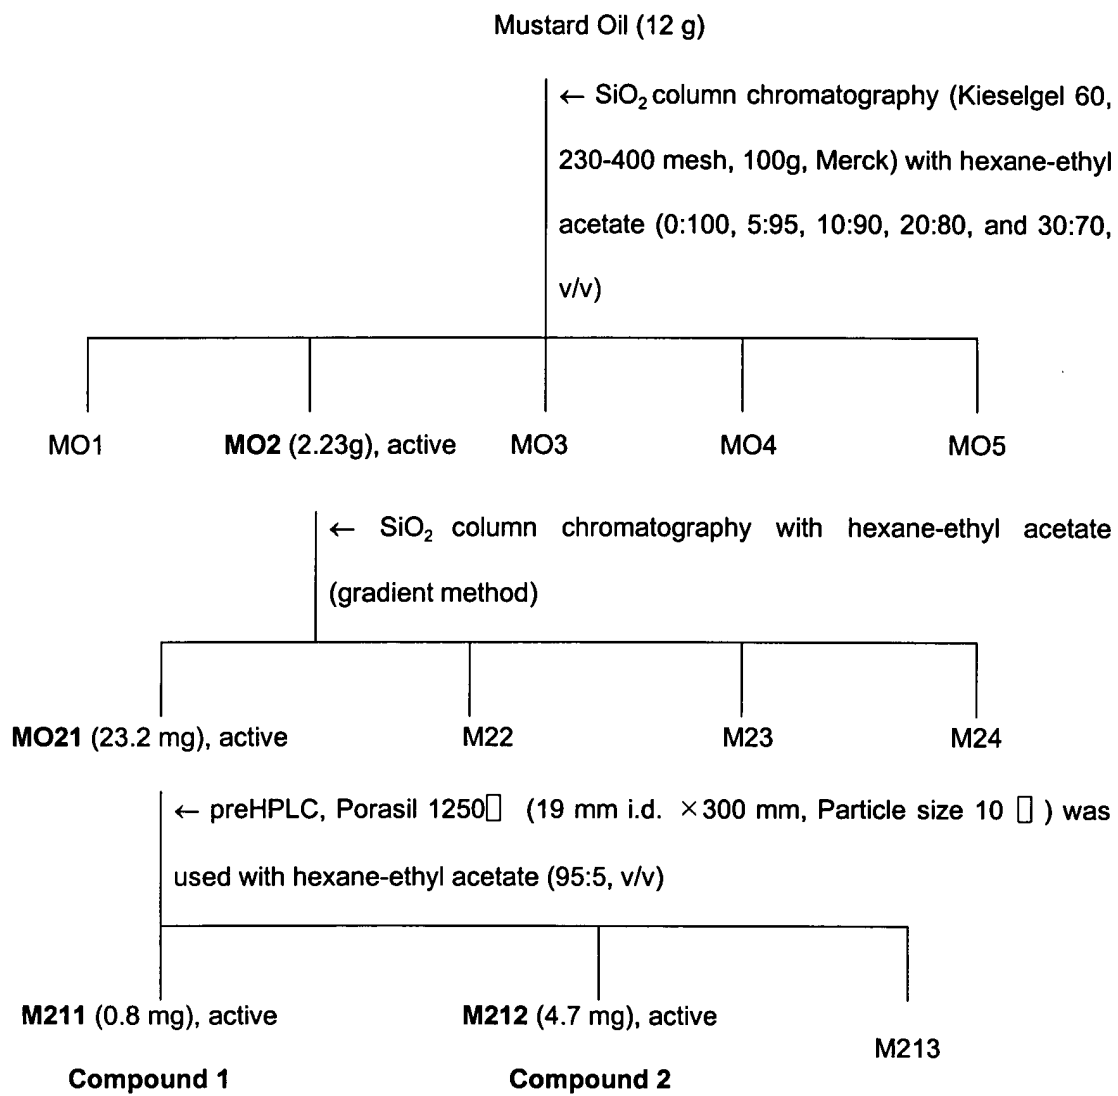 Mustard Oil (12 g)
← SiO₂ column chromatography (Kieselgel 60,
230-400 mesh, 100g, Merck) with hexane-ethyl
acetate (0:100, 5:95, 10:90, 20:80, and 30:70,
v/v)
MO1 MO2 (2.23g), active MO3 MO4 MO5
← SiO₂ column chromatography with hexane-ethyl acetate
(gradient method)
MO21 (23.2 mg), active M22 M23 M24
← preHPLC, Porasil 1250▯ (19 mm i.d. ×300 mm, Particle size 10 ▯ ) was
used with hexane-ethyl acetate (95:5, v/v)
M211 (0.8 mg), active M212 (4.7 mg), active
M213
Compound 1 Compound 2